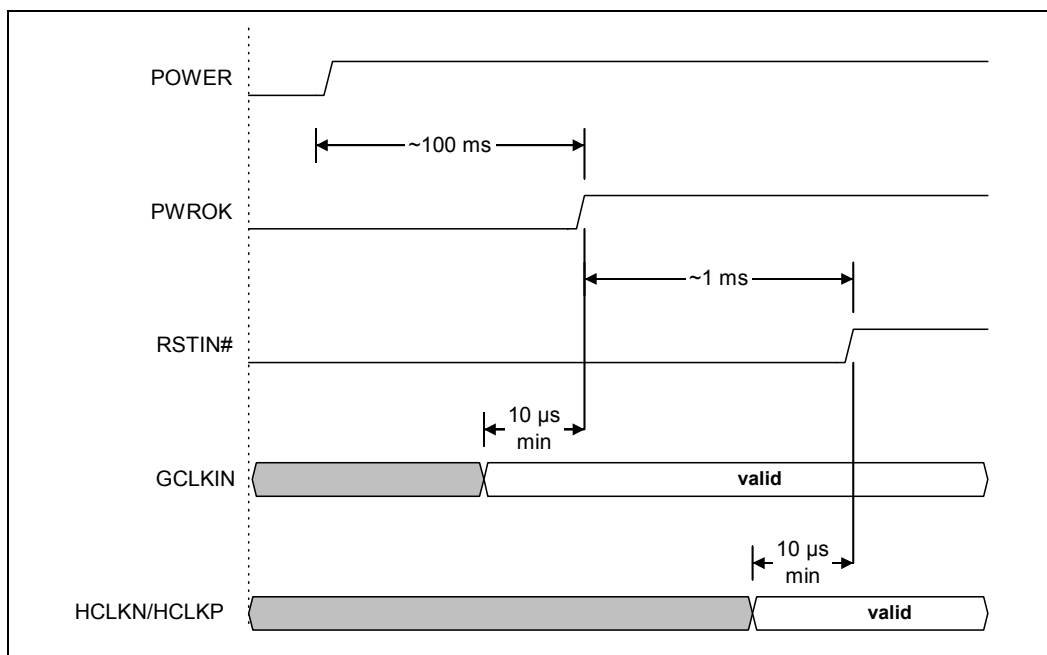 POWER
~100 ms
PWROK
~1 ms
RSTIN#
10 µs
min
GCLKIN
valid
10 µs
min
HCLKN/HCLKP
valid